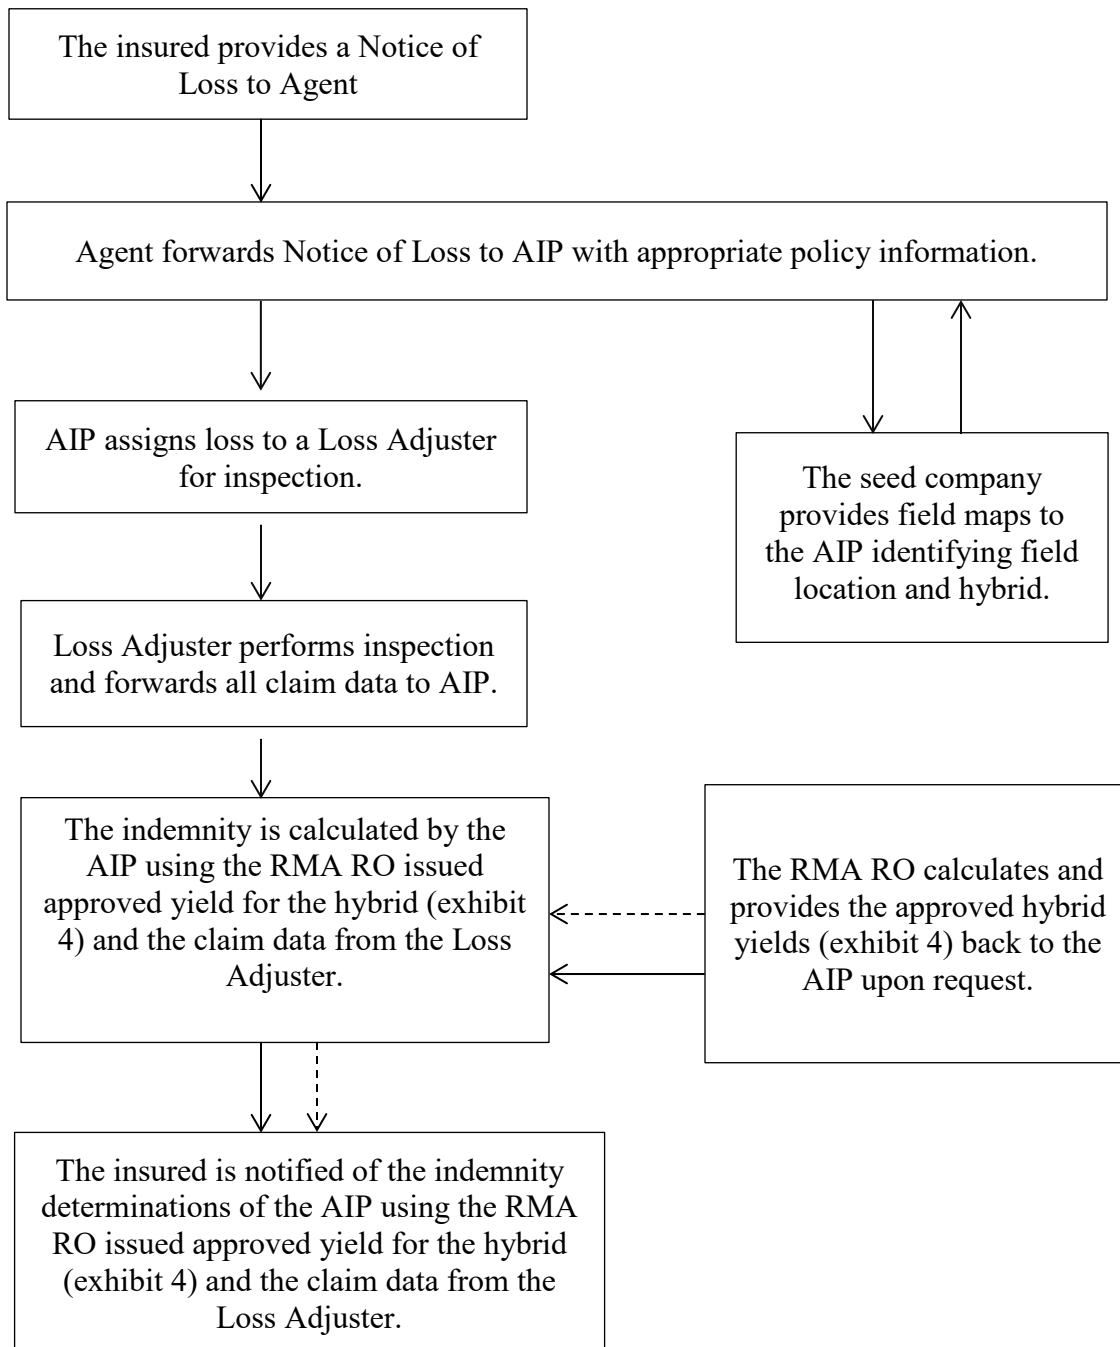 The insured provides a Notice of
Loss to Agent
Agent forwards Notice of Loss to AIP with appropriate policy information.
AIP assigns loss to a Loss Adjuster
for inspection.
The seed company
provides field maps to
the AIP identifying field
location and hybrid.
Loss Adjuster performs inspection
and forwards all claim data to AIP.
The indemnity is calculated by the
AIP using the RMA RO issued
approved yield for the hybrid (exhibit
4) and the claim data from the Loss
Adjuster.
The RMA RO calculates and
provides the approved hybrid
yields (exhibit 4) back to the
AIP upon request.
The insured is notified of the indemnity
determinations of the AIP using the RMA
RO issued approved yield for the hybrid
(exhibit 4) and the claim data from the
Loss Adjuster.